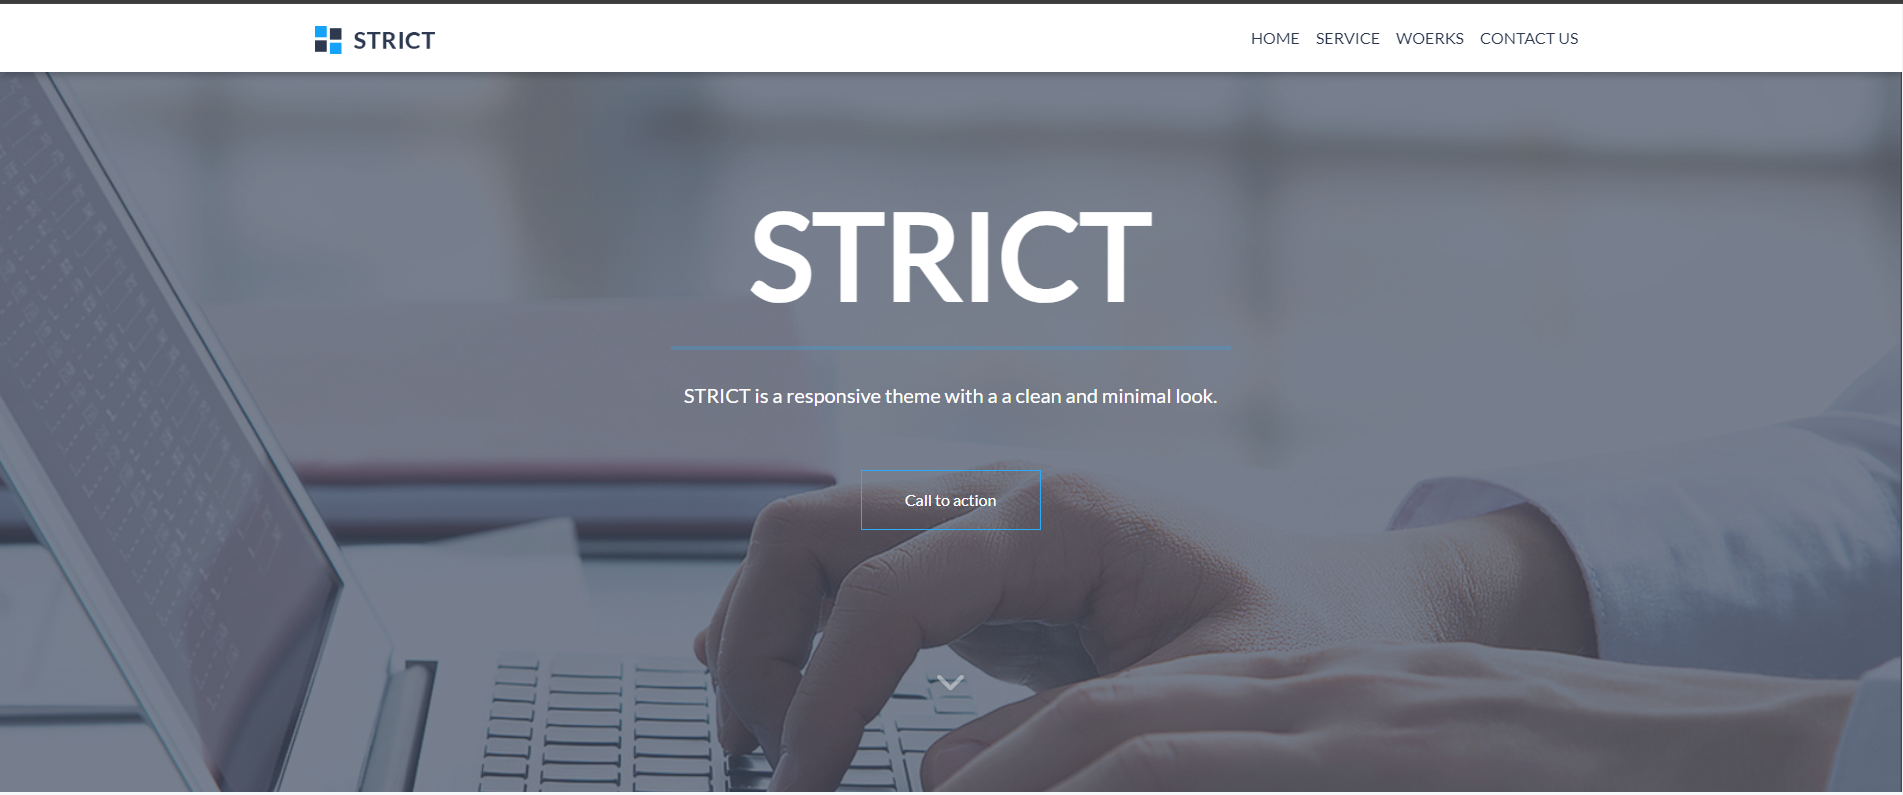 STRICT
HOME SERVICE WOERKS CONTACT US
STRICT
STRICT is a responsive theme with a a clean and minimal look.
Call to action